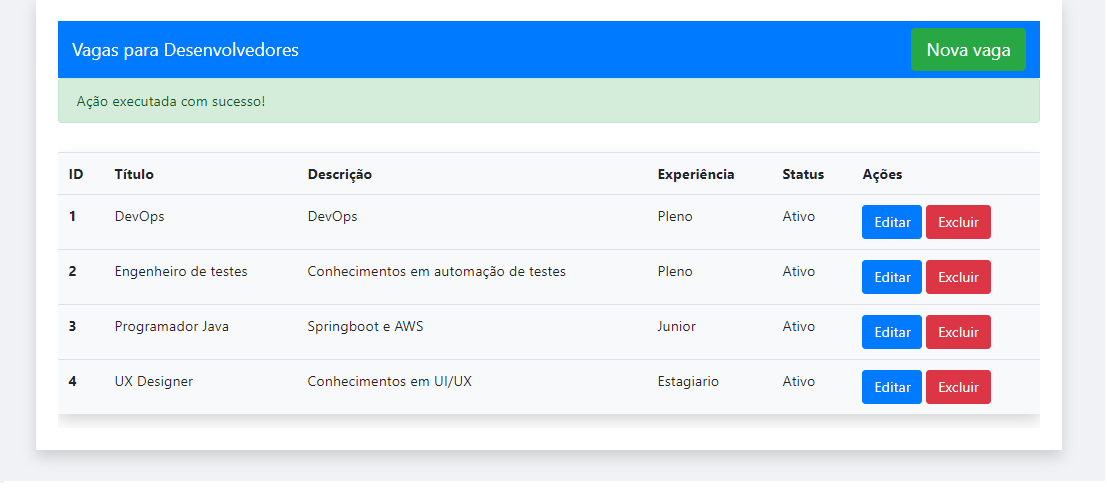 Vagas para Desenvolvedores Nova vaga
Ação executada com sucesso!
ID Título Descrição Experiência Status Ações
1 DevOps DevOps Pleno Ativo Editar Excluir
2 Engenheiro de testes Conhecimentos em automação de testes Pleno Ativo Editar Excluir
3 Programador Java Springboot e AWS Junior Ativo Editar Excluir
4 UX Designer Conhecimentos em UI/UX Estagiario Ativo Editar Excluir